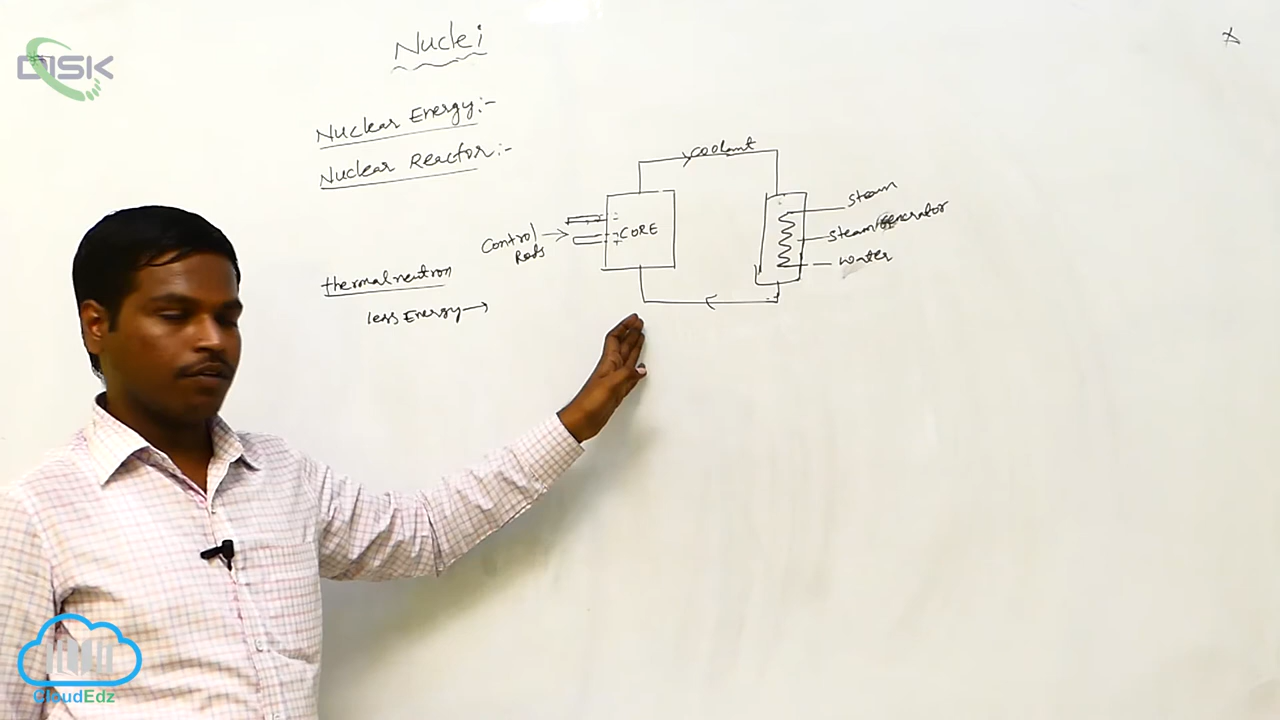 DISK
Nuclei
Nuclear Energy:-
Nuclear Reactor:-
coolant
steam
steam generator
water
CORE
Control
Rods
thermal neutron
less Energy→
CloudEdz